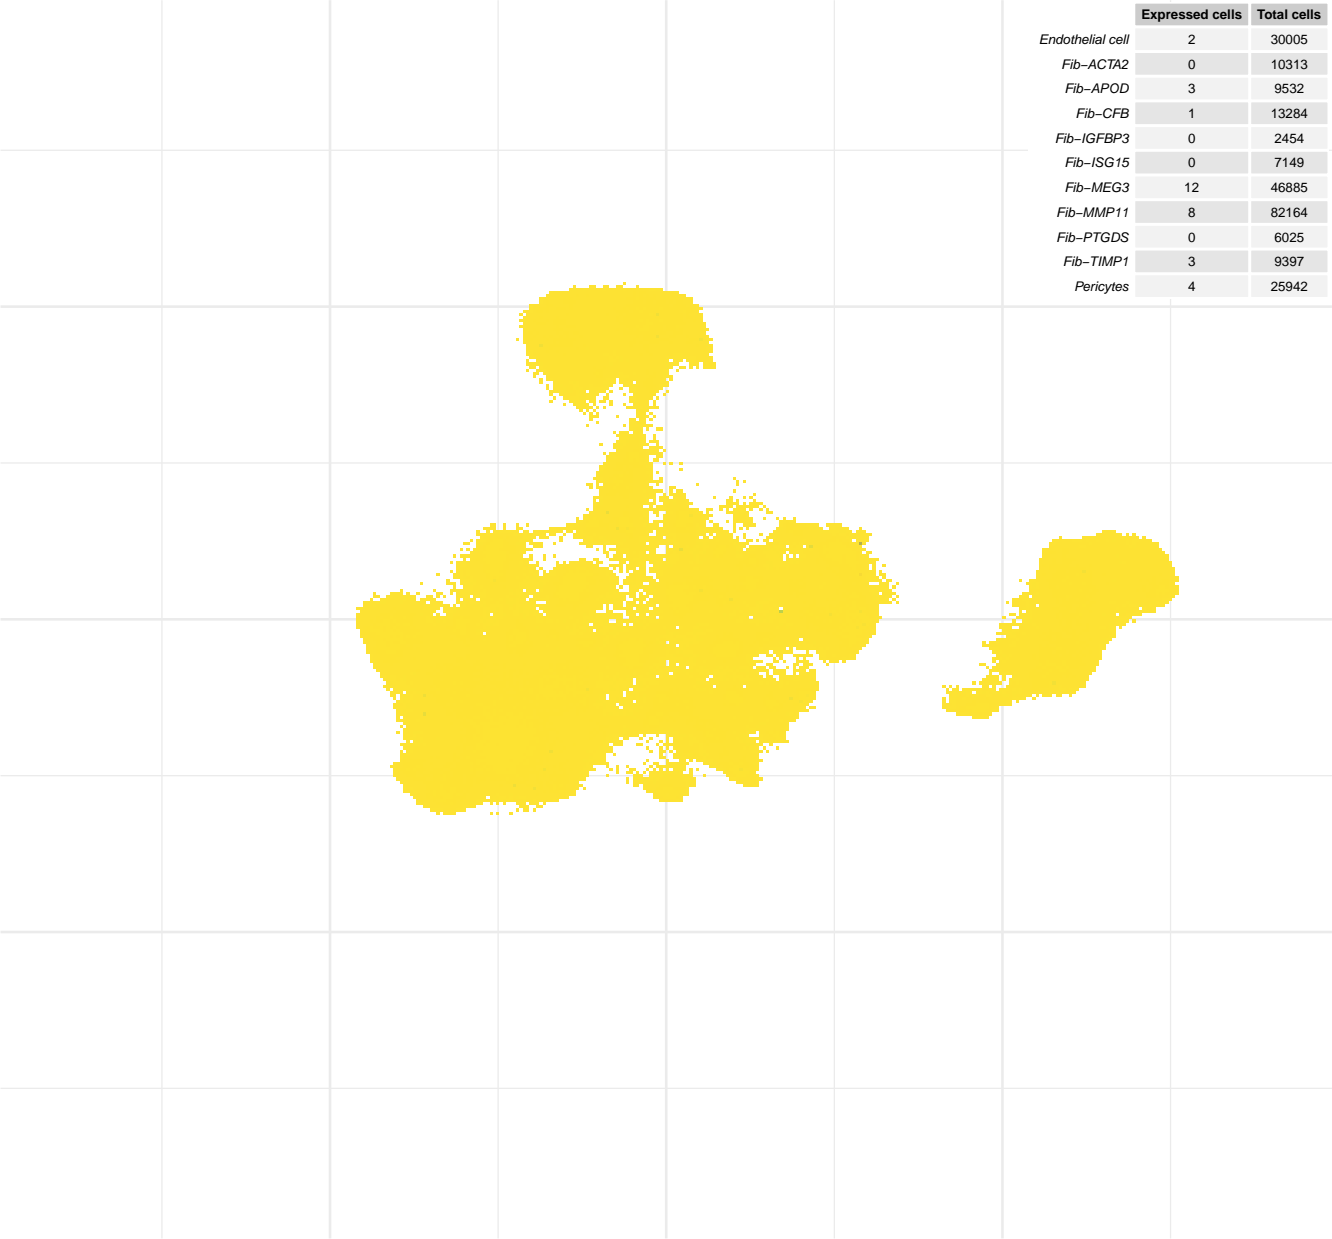 Expressed cells Total cells
Endothelial cell 2 30005
Fib−ACTA2 0 10313
Fib−APOD 3 9532
Fib−CFB 1 13284
Fib−IGFBP3 0 2454
Fib−ISG15 0 7149
Fib−MEG3 12 46885
Fib−MMP11 8 82164
Fib−PTGDS 0 6025
Fib−TIMP1 3 9397
Pericytes 4 25942